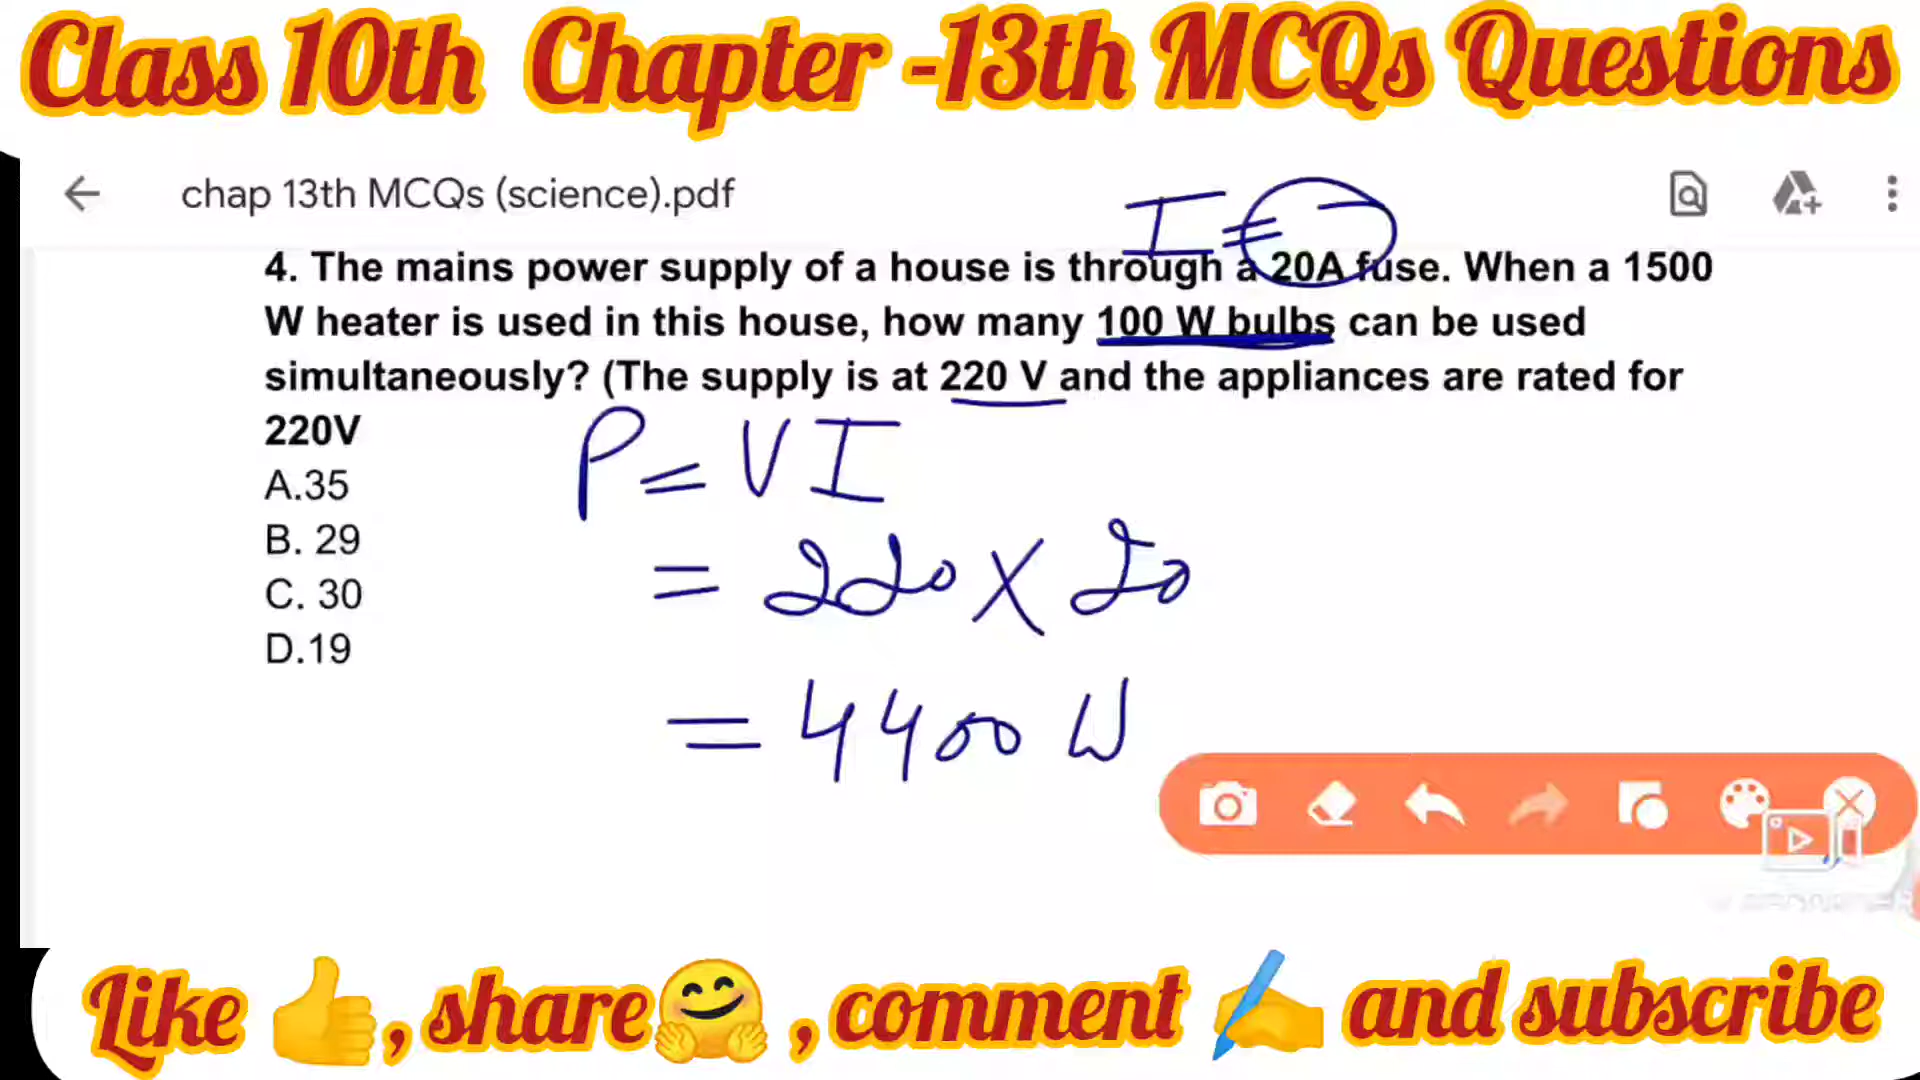 Class 10th Chapter -13th MCQs Questions
chap 13th MCQs (science).pdf
I =
4. The mains power supply of a house is through a 20A fuse. When a 1500
W heater is used in this house, how many 100 W bulbs can be used
simultaneously? (The supply is at 220 V and the appliances are rated for
220V
P = VI
A.35
B. 29
= 220 X 20
C. 30
D.19
= 4400 W
Like 👍, share🤗, comment ✍ and subscribe